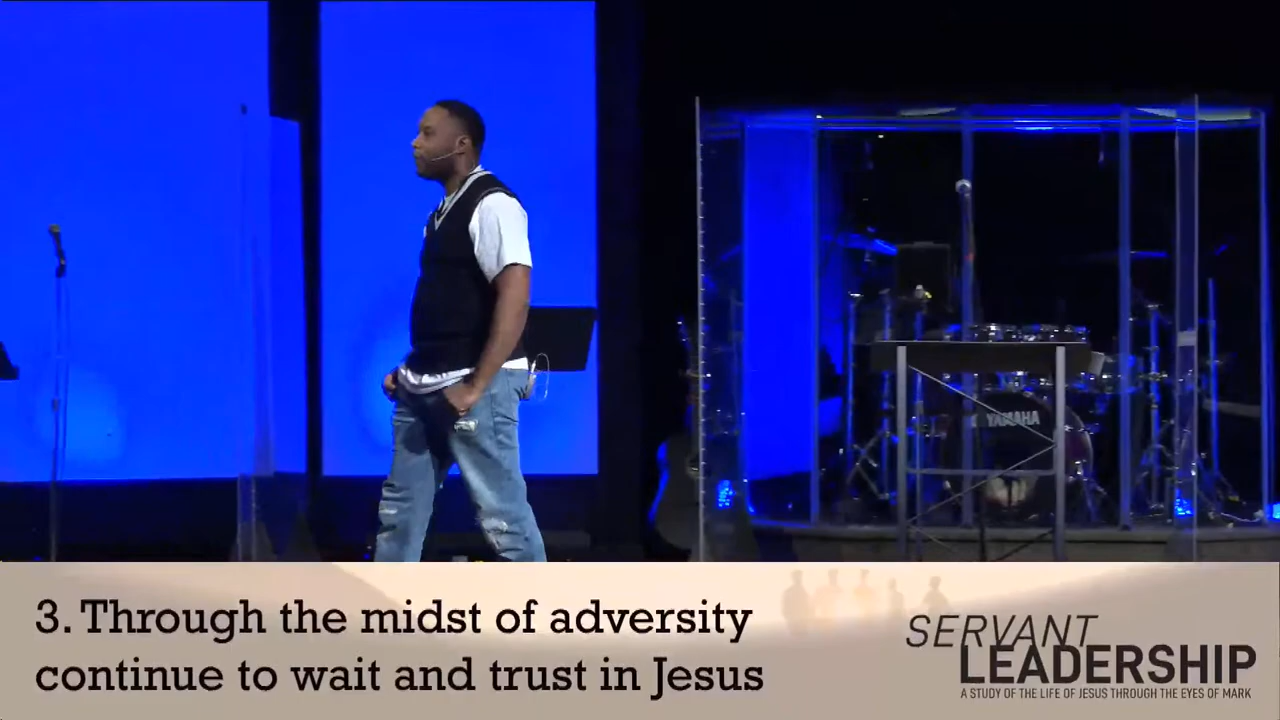 YAMAHA
3. Through the midst of adversity
continue to wait and trust in Jesus
SERVANT
LEADERSHIP
A STUDY OF THE LIFE OF JESUS THROUGH THE EYES OF MARK